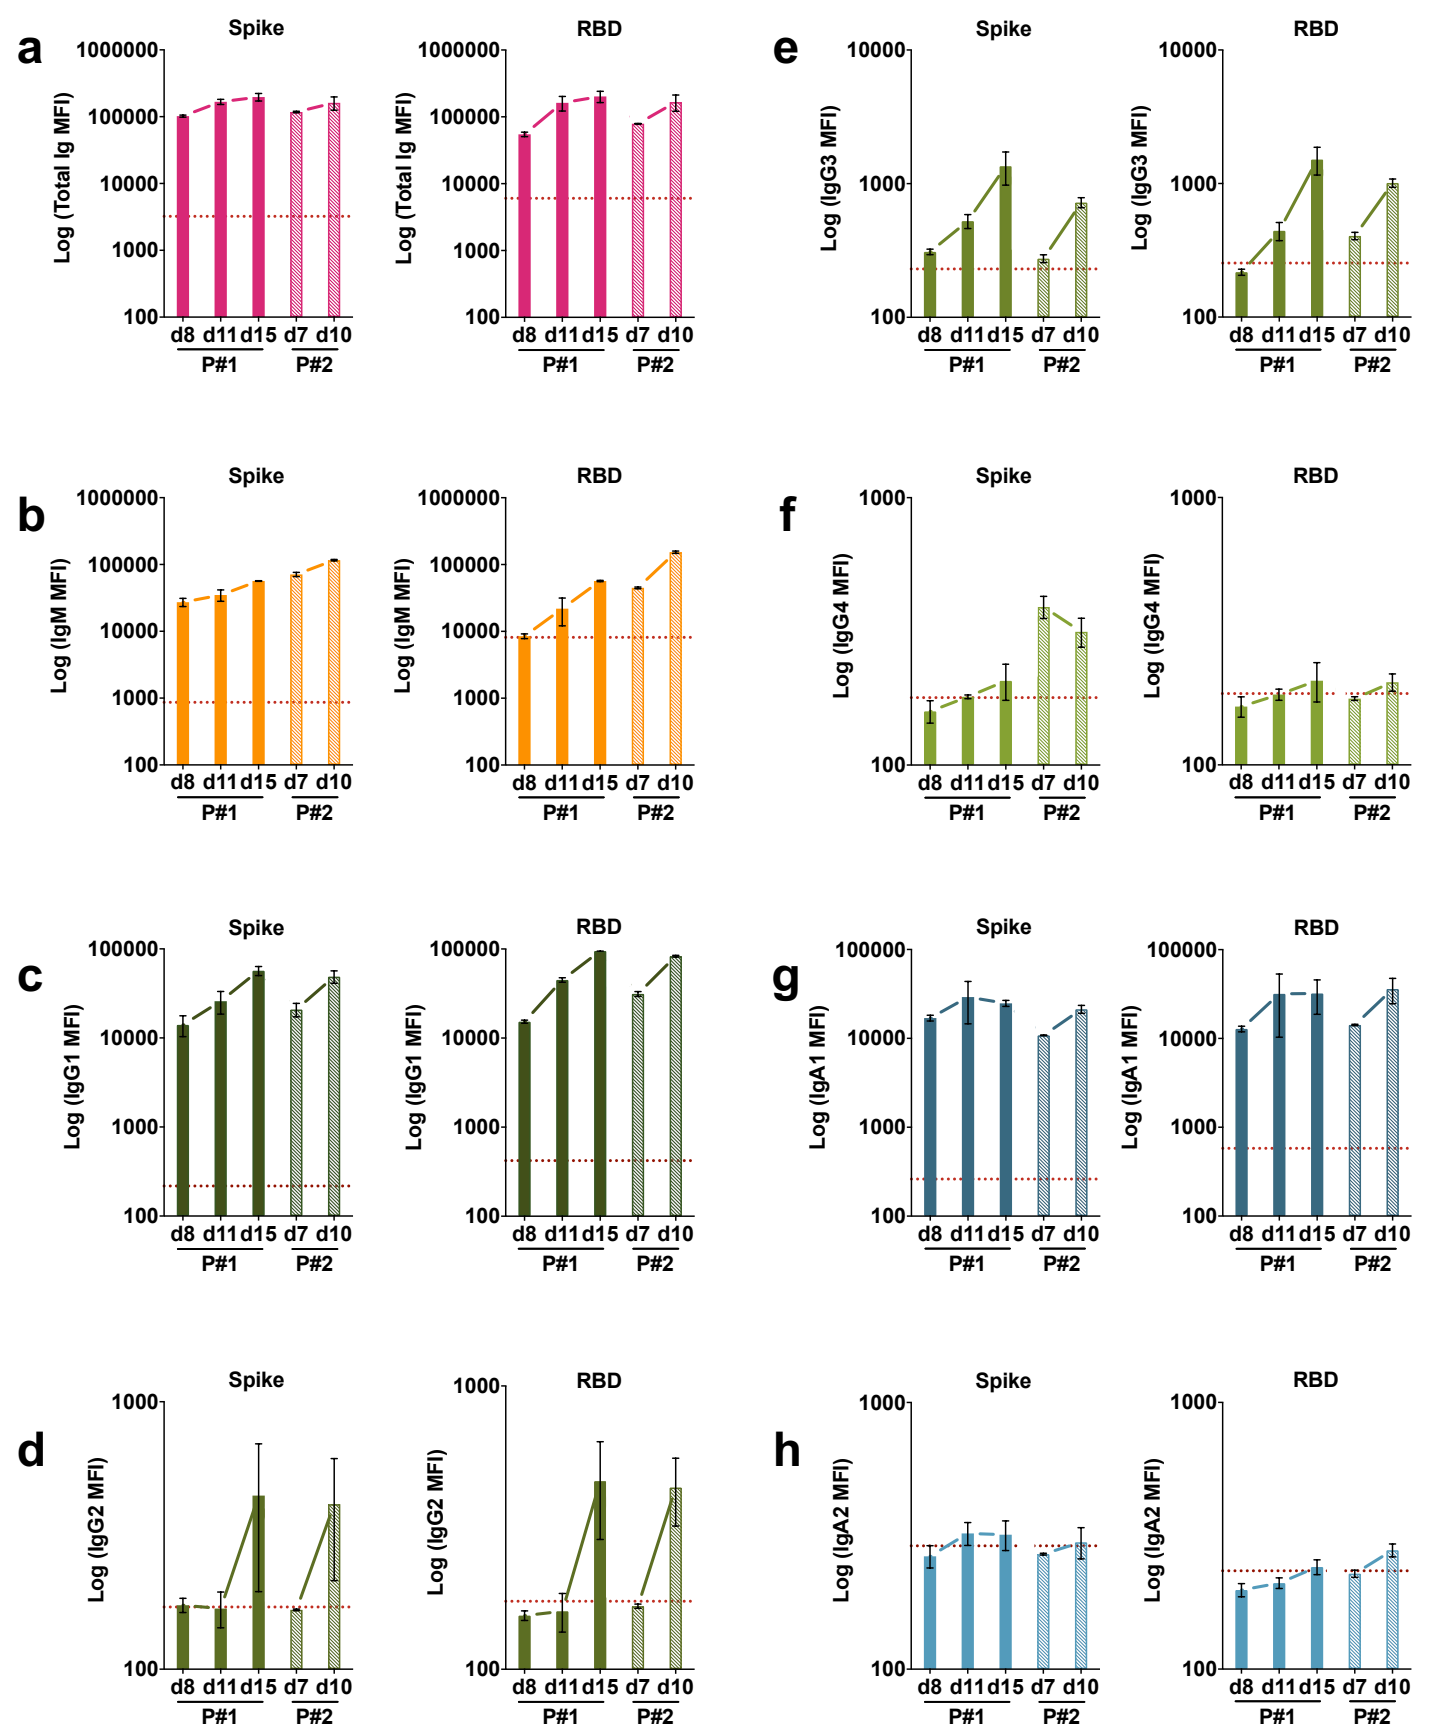 a
Spike
Log (Total Ig MFI)
1000000
100000
10000
1000
100
d8 d11 d15 d7 d10
P#1 P#2
RBD
Log (Total Ig MFI)
1000000
100000
10000
1000
100
d8 d11 d15 d7 d10
P#1 P#2
b
Spike
Log (IgM MFI)
1000000
100000
10000
1000
100
d8 d11 d15 d7 d10
P#1 P#2
RBD
Log (IgM MFI)
1000000
100000
10000
1000
100
d8 d11 d15 d7 d10
P#1 P#2
c
Spike
Log (IgG1 MFI)
100000
10000
1000
100
d8 d11 d15 d7 d10
P#1 P#2
RBD
Log (IgG1 MFI)
100000
10000
1000
100
d8 d11 d15 d7 d10
P#1 P#2
d
Spike
Log (IgG2 MFI)
1000
100
d8 d11 d15 d7 d10
P#1 P#2
RBD
Log (IgG2 MFI)
1000
100
d8 d11 d15 d7 d10
P#1 P#2
e
Spike
Log (IgG3 MFI)
10000
1000
100
d8 d11 d15 d7 d10
P#1 P#2
RBD
Log (IgG3 MFI)
10000
1000
100
d8 d11 d15 d7 d10
P#1 P#2
f
Spike
Log (IgG4 MFI)
1000
100
d8 d11 d15 d7 d10
P#1 P#2
RBD
Log (IgG4 MFI)
1000
100
d8 d11 d15 d7 d10
P#1 P#2
g
Spike
Log (IgA1 MFI)
100000
10000
1000
100
d8 d11 d15 d7 d10
P#1 P#2
RBD
Log (IgA1 MFI)
100000
10000
1000
100
d8 d11 d15 d7 d10
P#1 P#2
h
Spike
Log (IgA2 MFI)
1000
100
d8 d11 d15 d7 d10
P#1 P#2
RBD
Log (IgA2 MFI)
1000
100
d8 d11 d15 d7 d10
P#1 P#2